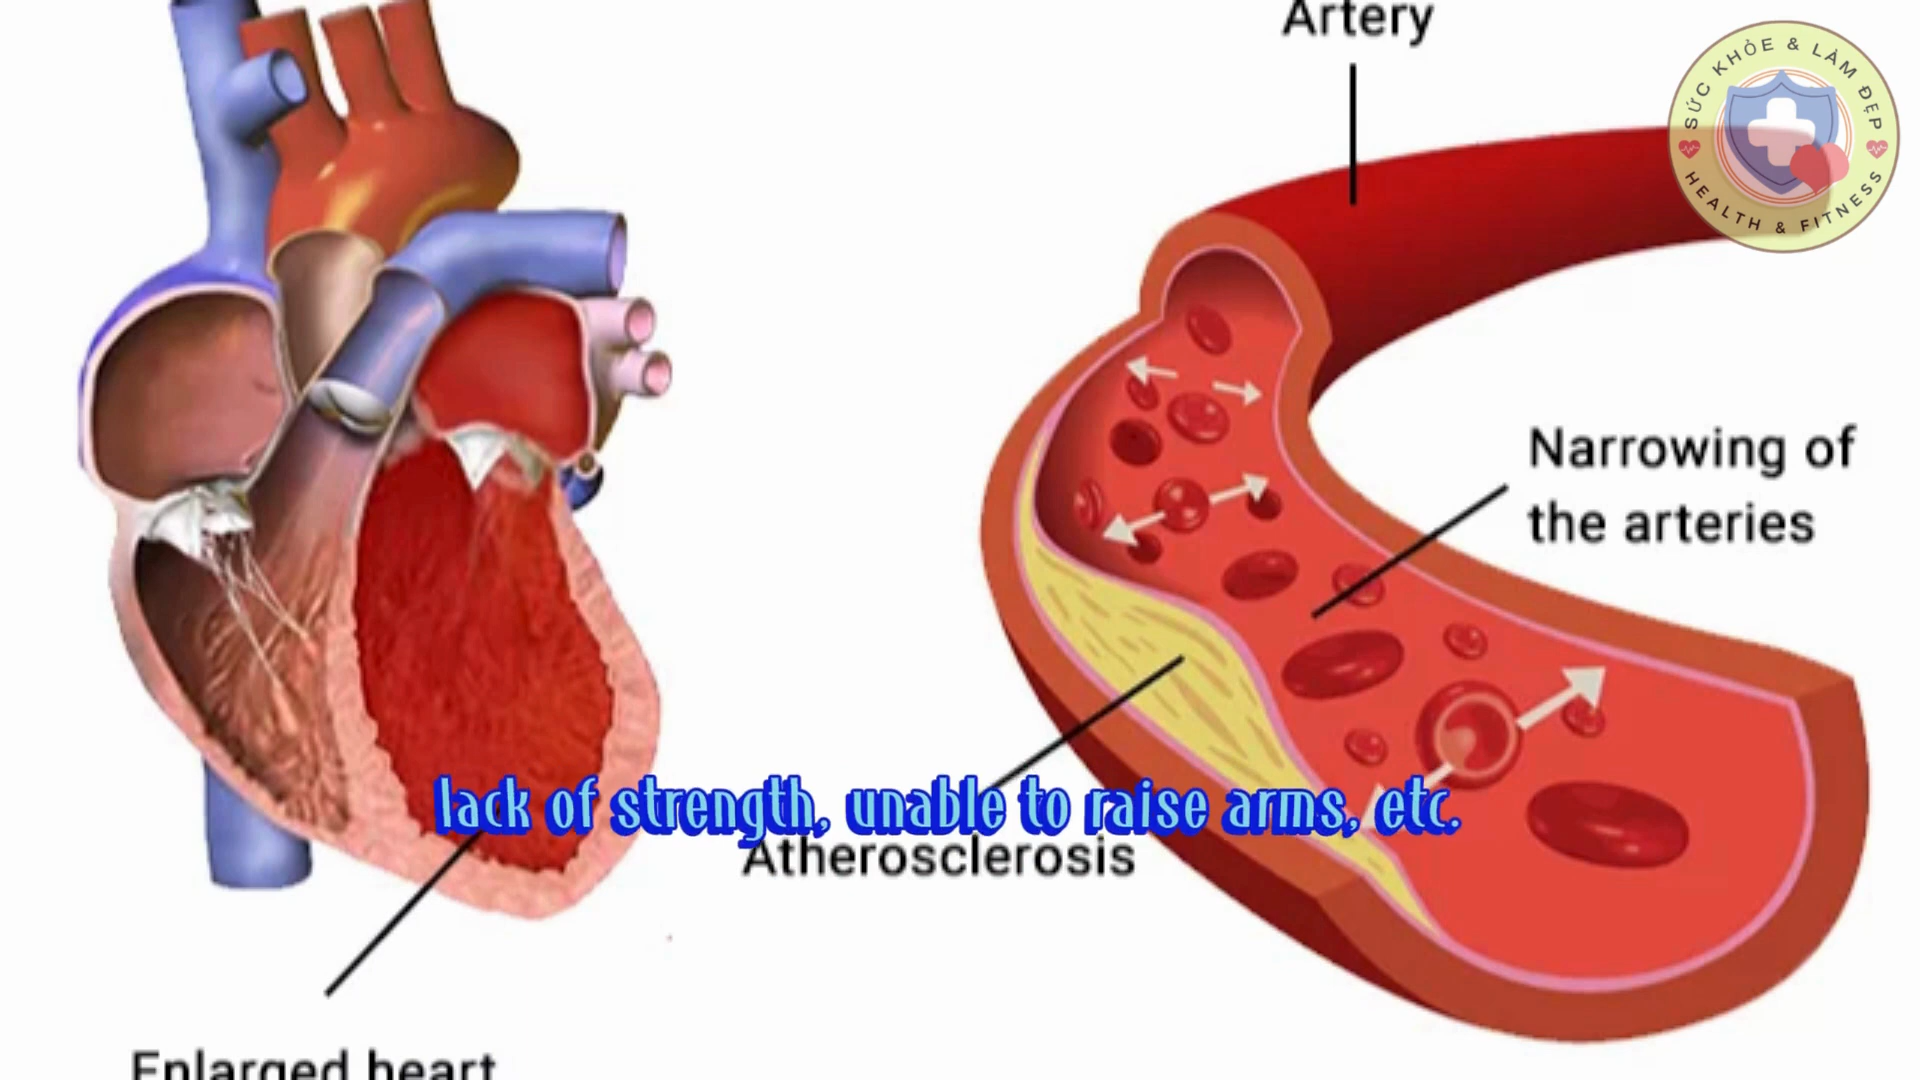 Artery
SỨC KHỎE & LÀM ĐẸP
HEALTH & FITNESS
Narrowing of
the arteries
lack of strength, unable to raise arms, etc.
Atherosclerosis
Enlarged heart